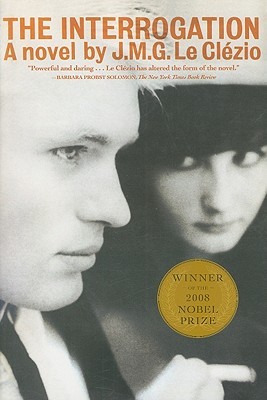 THE INTERROGATION
A novel by J.M.G. Le Clézio
"Powerful and daring . . . Le Clézio has altered the form of the novel."
—BARBARA PROBST SOLOMON, The New York Times Book Review
WINNER
OF THE
2008
NOBEL
PRIZE